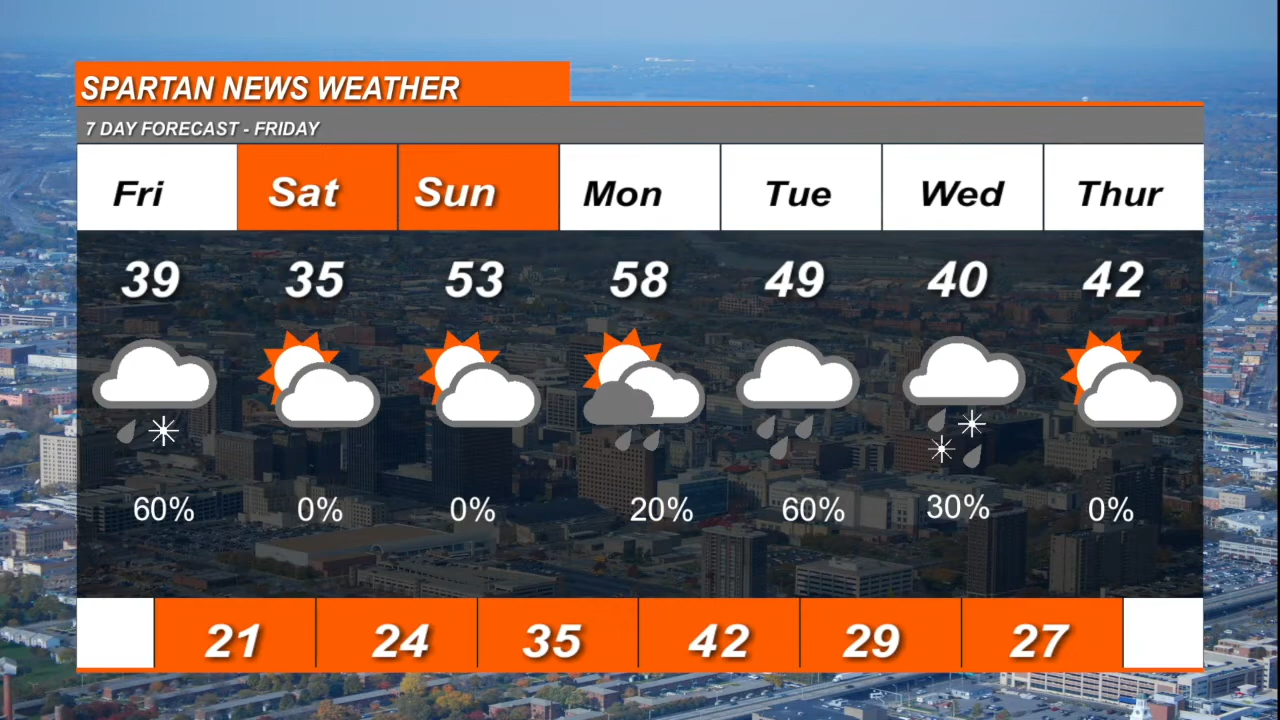 SPARTAN NEWS WEATHER
7 DAY FORECAST - FRIDAY
Fri Sat Sun Mon Tue Wed Thur
39 35 53 58 49 40 42
60% 0% 0% 20% 60% 30% 0%
21 24 35 42 29 27